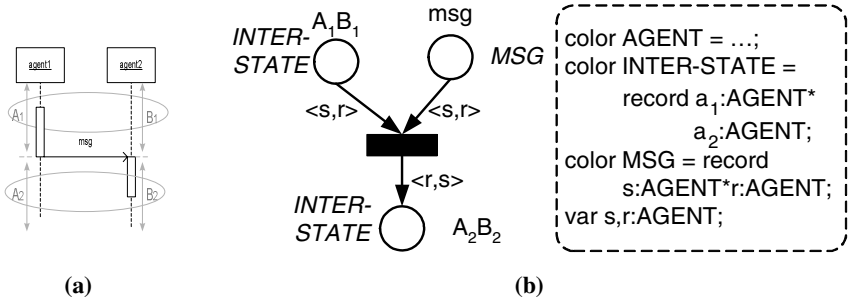 agent1
agent2
A1
B1
msg
A2
B2
(a)
A1B1
msg
INTER-
STATE
MSG
<s,r>
<s,r>
<r,s>
INTER-
STATE
A2B2
(b)
color AGENT = ...;
color INTER-STATE =
record a1:AGENT*
a2:AGENT;
color MSG = record
s:AGENT*r:AGENT;
var s,r:AGENT;